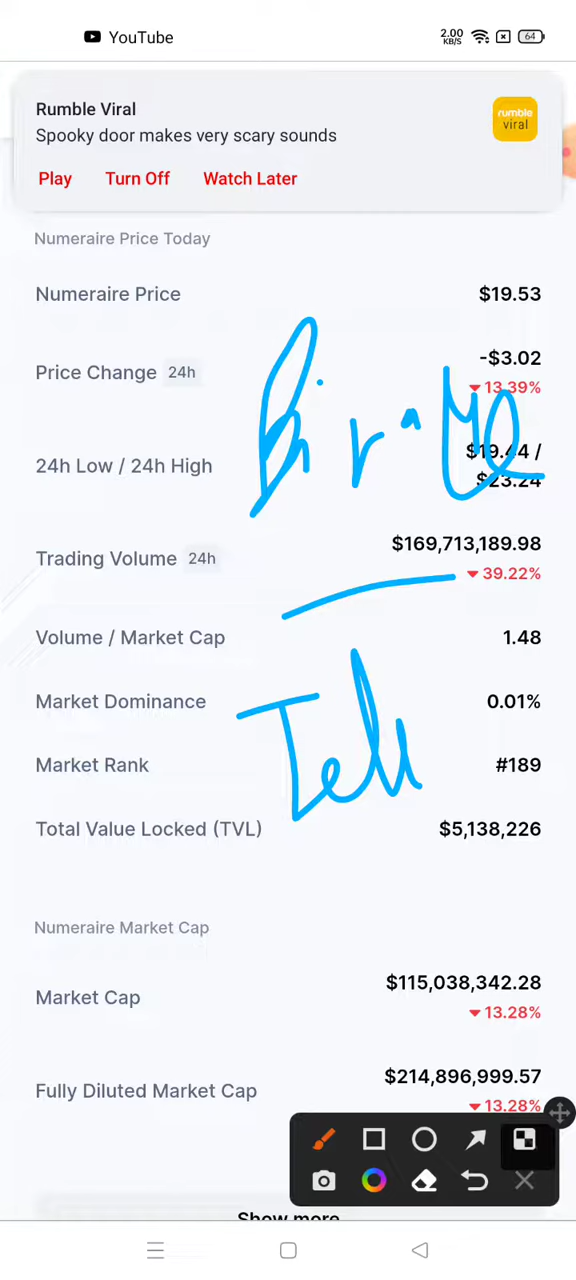 YouTube
2.00 KB/S
64
Rumble Viral
rumble viral
Spooky door makes very scary sounds
Play Turn Off Watch Later
Numeraire Price Today
Numeraire Price $19.53
Price Change 24h -$3.02
13.39%
24h Low / 24h High $19.44 /
$23.24
Trading Volume 24h $169,713,189.98
39.22%
Volume / Market Cap 1.48
Market Dominance 0.01%
Market Rank #189
Total Value Locked (TVL) $5,138,226
Numeraire Market Cap
Market Cap $115,038,342.28
13.28%
Fully Diluted Market Cap $214,896,999.57
13.28%
Show more